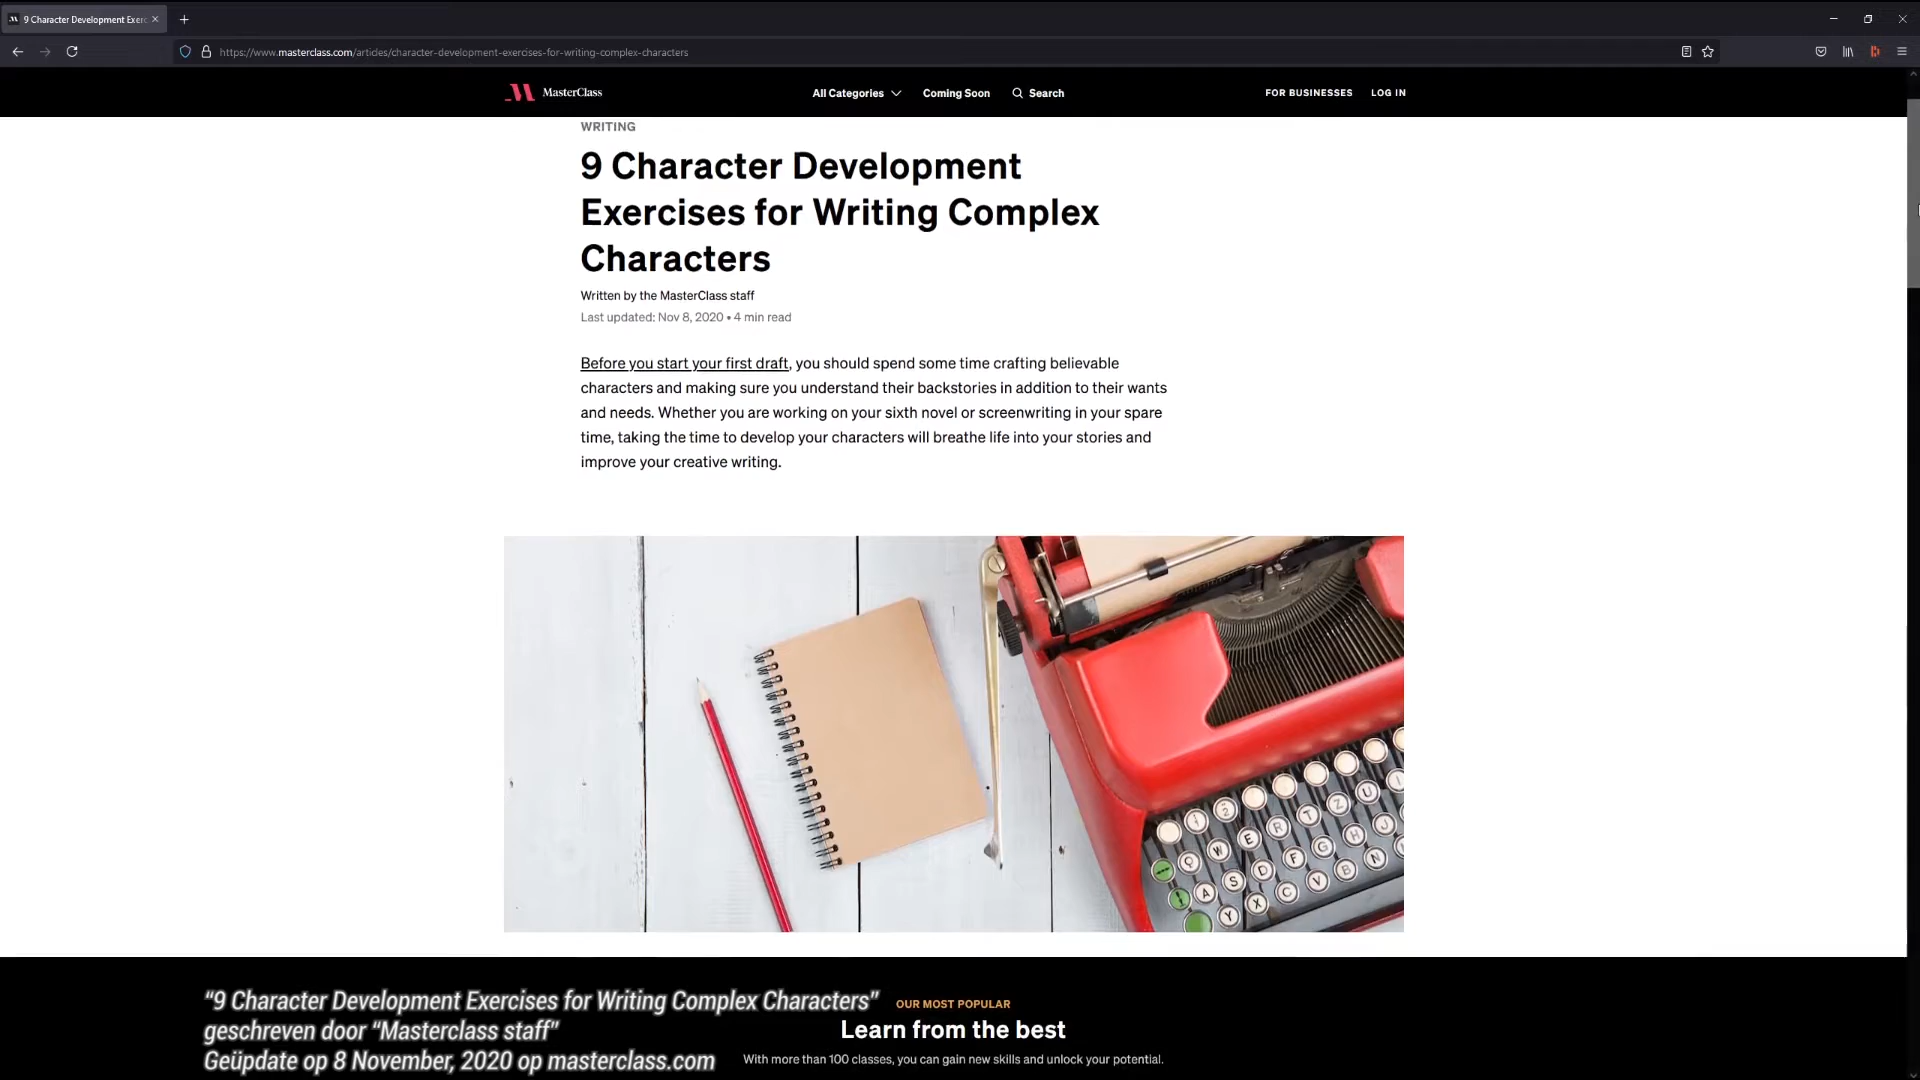 9 Character Development Exerc
https://www.masterclass.com/articles/character-development-exercises-for-writing-complex-characters
MasterClass
All Categories
Coming Soon
Search
FOR BUSINESSES
LOG IN
WRITING
9 Character Development
Exercises for Writing Complex
Characters
Written by the MasterClass staff
Last updated: Nov 8, 2020 • 4 min read
Before you start your first draft, you should spend some time crafting believable
characters and making sure you understand their backstories in addition to their wants
and needs. Whether you are working on your sixth novel or screenwriting in your spare
time, taking the time to develop your characters will breathe life into your stories and
improve your creative writing.
2
Q W E R T Z U
A S D F G H J
Y X C V B N
“9 Character Development Exercises for Writing Complex Characters”
geschreven door “Masterclass staff”
Geüpdate op 8 November, 2020 op masterclass.com
OUR MOST POPULAR
Learn from the best
With more than 100 classes, you can gain new skills and unlock your potential.